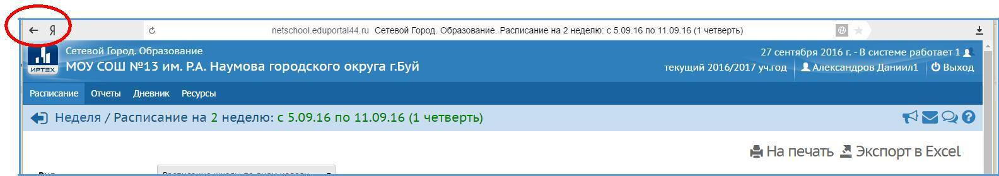 Я netschool.eduportal44.ru Сетевой Город. Образование. Расписание на 2 неделю: с 5.09.16 по 11.09.16 (1 четверть)
Сетевой Город. Образование 27 сентября 2016 г. - В системе работает 1
ИРТЕХ МОУ СОШ №13 им. Р.А. Наумова городского округа г.Буй текущий 2016/2017 уч.год Александров Даниил1 Выход
Расписание Отчеты Дневник Ресурсы
Неделя / Расписание на 2 неделю: с 5.09.16 по 11.09.16 (1 четверть)
На печать Экспорт в Excel